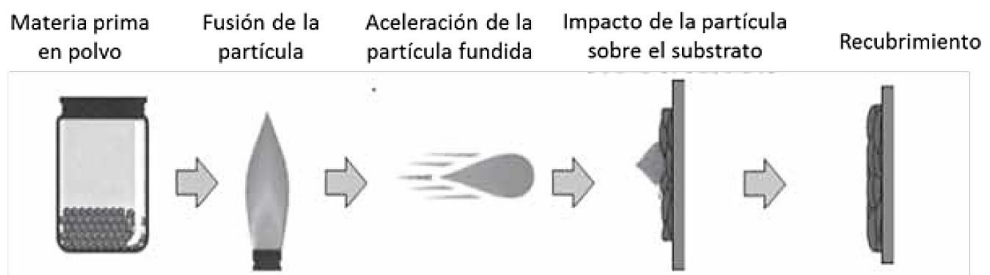 Materia prima
en polvo
Fusión de la
partícula
Aceleración de la
partícula fundida
Impacto de la partícula
sobre el substrato
Recubrimiento